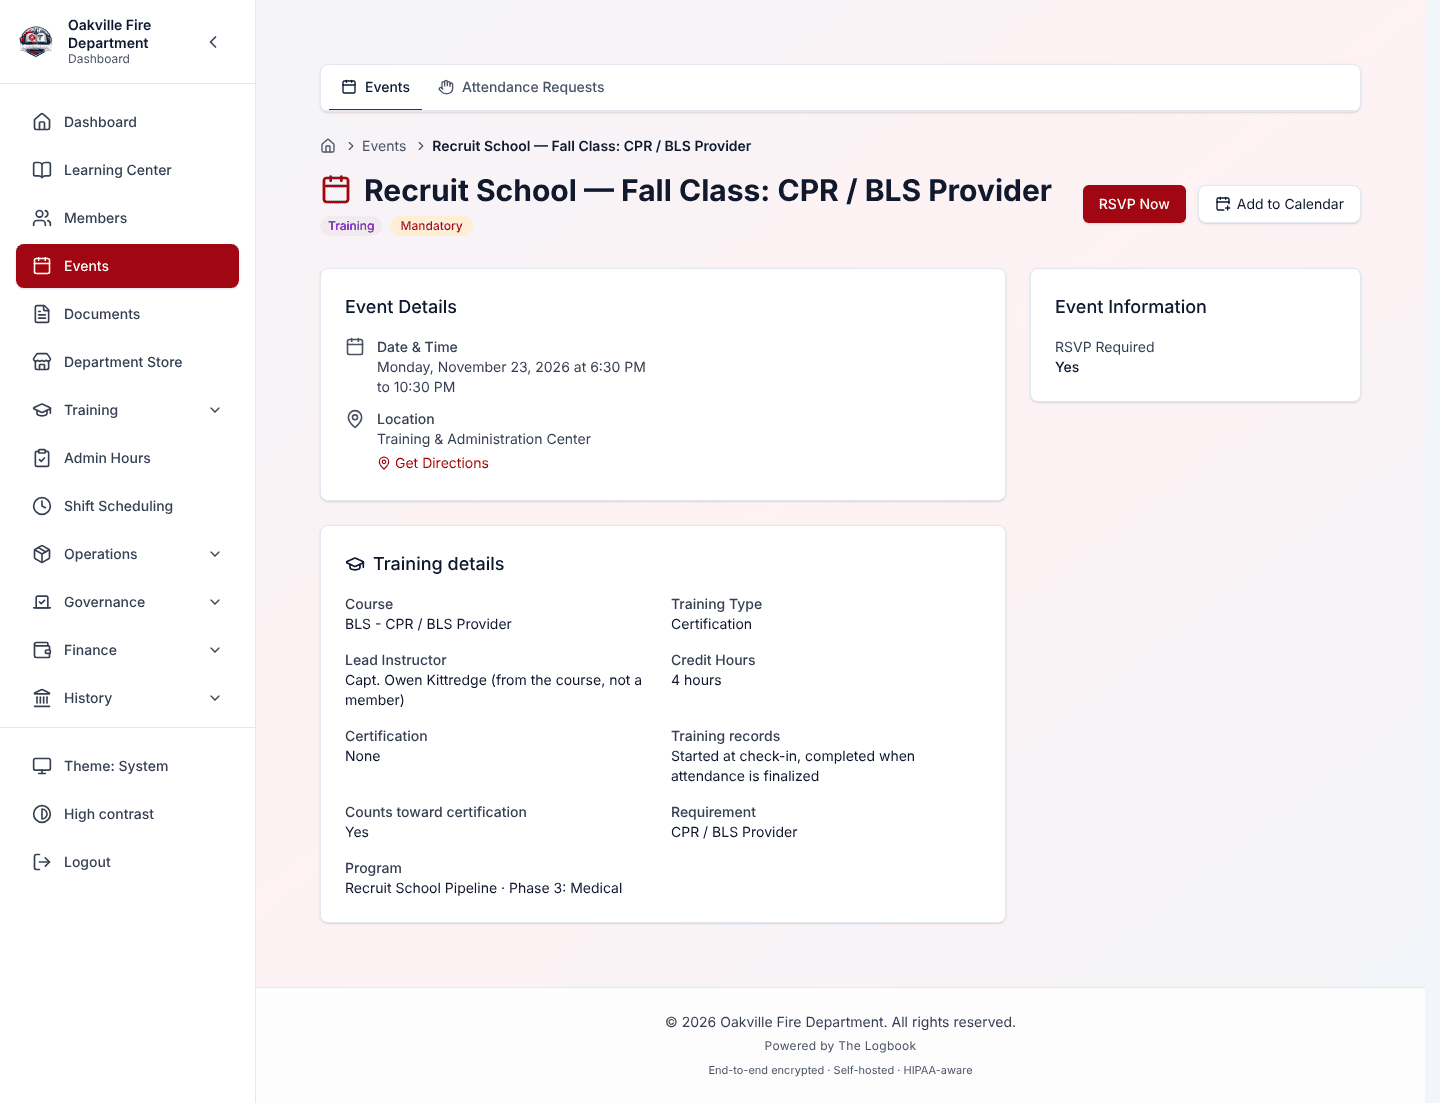 Oakville Fire
Department
Dashboard
Dashboard
Learning Center
Members
Events
Documents
Department Store
Training
Admin Hours
Shift Scheduling
Operations
Governance
Finance
History
Theme: System
High contrast
Logout
Events
Attendance Requests
Events
Recruit School — Fall Class: CPR / BLS Provider
Recruit School — Fall Class: CPR / BLS Provider
Training
Mandatory
RSVP Now
Add to Calendar
Event Details
Date & Time
Monday, November 23, 2026 at 6:30 PM
to 10:30 PM
Location
Training & Administration Center
Get Directions
Event Information
RSVP Required
Yes
Training details
Course
BLS - CPR / BLS Provider
Training Type
Certification
Lead Instructor
Capt. Owen Kittredge (from the course, not a
member)
Credit Hours
4 hours
Certification
None
Training records
Started at check-in, completed when
attendance is finalized
Counts toward certification
Yes
Requirement
CPR / BLS Provider
Program
Recruit School Pipeline · Phase 3: Medical
© 2026 Oakville Fire Department. All rights reserved.
Powered by The Logbook
End-to-end encrypted · Self-hosted · HIPAA-aware